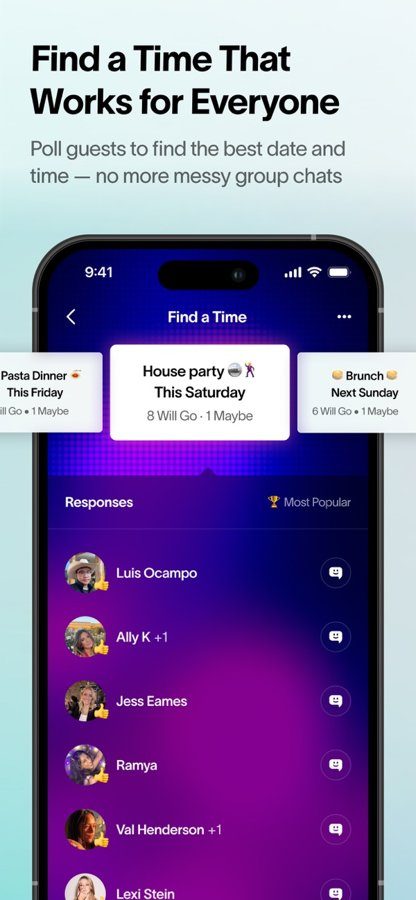 Find a Time That
Works for Everyone
Poll guests to find the best date and
time — no more messy group chats
9:41
Find a Time
Pasta Dinner 🍝
This Friday
ill Go • 1 Maybe
House party 🪩🕺
This Saturday
8 Will Go · 1 Maybe
🥞 Brunch 🥞
Next Sunday
6 Will Go • 1 Maybe
Responses
🏆 Most Popular
Luis Ocampo
Ally K +1
Jess Eames
Ramya
Val Henderson +1
Lexi Stein